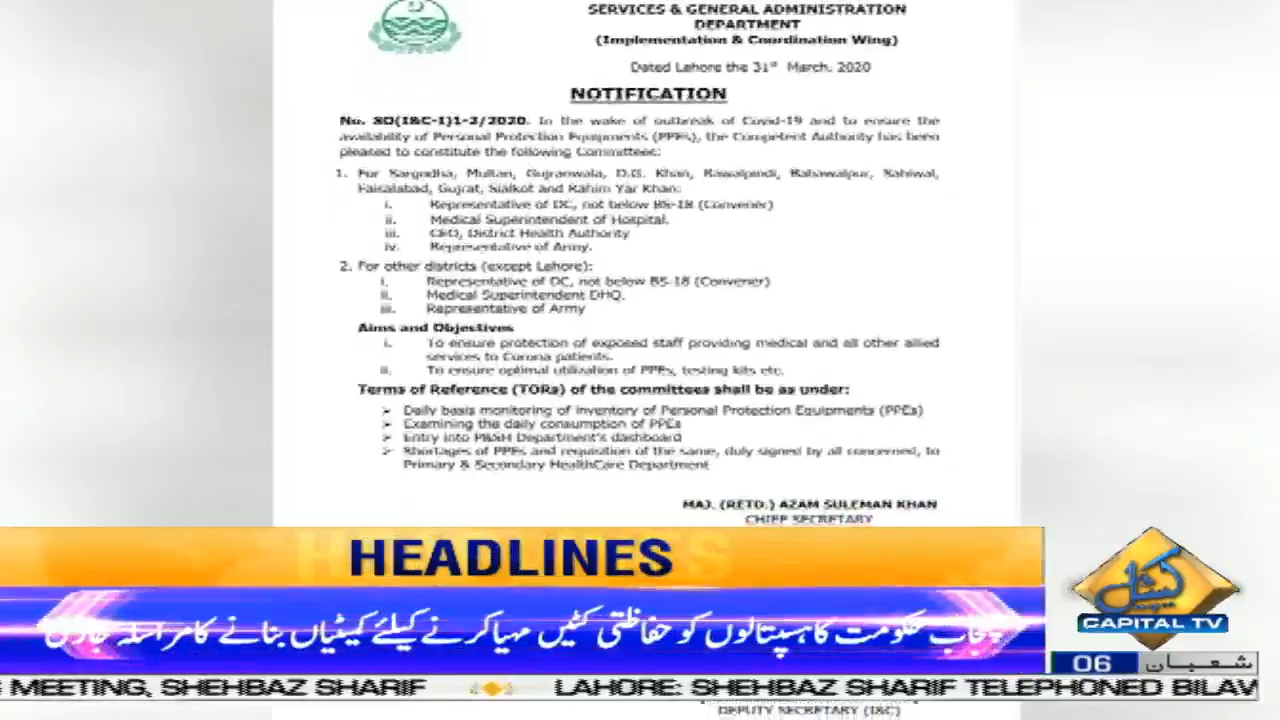 SERVICES & GENERAL ADMINISTRATION
DEPARTMENT
(Implementation & Coordination Wing)
Dated Lahore the 31st March, 2020
NOTIFICATION
No. SO(I&C-I)1-2/2020. In the wake of outbreak of Covid-19 and to ensure the
availability of Personal Protection Equipments (PPEs), the Competent Authority has been
pleased to constitute the following Committees:
1. For Sargodha, Multan, Gujranwala, D.G. Khan, Rawalpindi, Bahawalpur, Sahiwal,
Faisalabad, Gujrat, Sialkot and Rahim Yar Khan:
i. Representative of DC, not below BS-18 (Convener)
ii. Medical Superintendent of Hospital.
iii. CEO, District Health Authority
iv. Representative of Army.
2. For other districts (except Lahore):
i. Representative of DC, not below BS-18 (Convener)
ii. Medical Superintendent DHQ.
iii. Representative of Army
Aims and Objectives
i. To ensure protection of exposed staff providing medical and all other allied
services to Corona patients.
ii. To ensure optimal utilization of PPEs, testing kits etc.
Terms of Reference (TORs) of the committees shall be as under:
➢ Daily basis monitoring of inventory of Personal Protection Equipments (PPEs)
➢ Examining the daily consumption of PPEs
➢ Entry into P&SH Department's dashboard
➢ Shortages of PPEs and requisition of the same, duly signed by all concerned, to
Primary & Secondary HealthCare Department
MAJ. (RETD.) AZAM SULEMAN KHAN
CHIEF SECRETARY
HEADLINES
حکومت کا ہسپتالوں کو حفاظتی کٹیں مہیا کرنے کیلئے کمیٹیاں بنانے کا مراسلہ جاری
کیپیٹل
CAPITAL TV
06 شعبان
MEETING, SHEHBAZ SHARIF LAHORE: SHEHBAZ SHARIF TELEPHONED BILAW
DEPUTY SECRETARY (I&C)